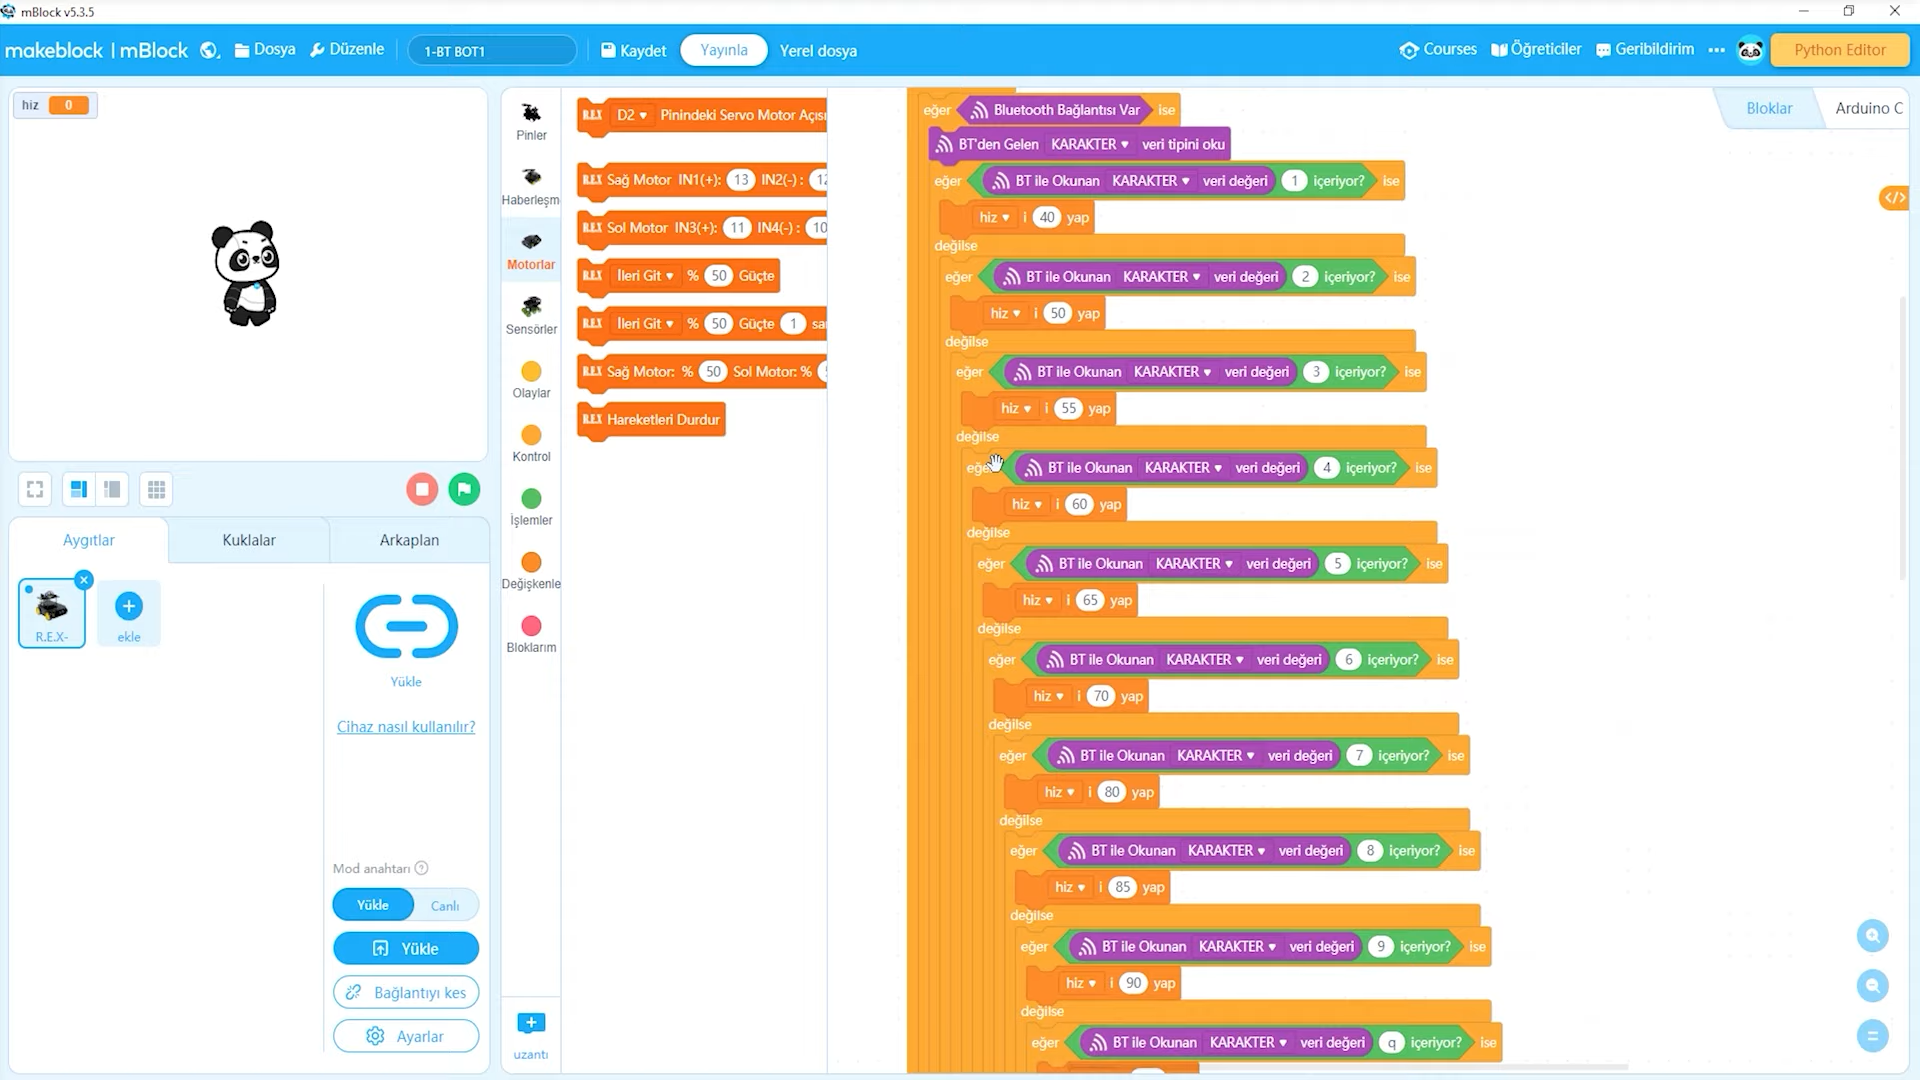 mBlock v5.3.5
makeblock | mBlock
Dosya
Düzenle
1-BT BOT1
Kaydet
Yayınla
Yerel dosya
Courses
Öğreticiler
Geribildirim
Python Editor
hiz 0
Aygıtlar
Kuklalar
Arkaplan
R.E.X-
ekle
Yükle
Cihaz nasıl kullanılır?
Mod anahtarı
Yükle
Canlı
Yükle
Bağlantıyı kes
Ayarlar
Pinler
Haberleşm
Motorlar
Sensörler
Olaylar
Kontrol
İşlemler
Değişkenle
Bloklarım
uzantı
R.E.X D2 Pinindeki Servo Motor Açısı
R.E.X Sağ Motor IN1(+): 13 IN2(-) : 12
R.E.X Sol Motor IN3(+): 11 IN4(-) : 10
R.E.X İleri Git % 50 Güçte
R.E.X İleri Git % 50 Güçte 1 sa
R.E.X Sağ Motor: % 50 Sol Motor: %
R.E.X Hareketleri Durdur
Bloklar
Arduino C
eğer Bluetooth Bağlantısı Var ise
BT'den Gelen KARAKTER veri tipini oku
eğer BT ile Okunan KARAKTER veri değeri 1 içeriyor? ise
hiz i 40 yap
değilse
eğer BT ile Okunan KARAKTER veri değeri 2 içeriyor? ise
hiz i 50 yap
değilse
eğer BT ile Okunan KARAKTER veri değeri 3 içeriyor? ise
hiz i 55 yap
değilse
eğer BT ile Okunan KARAKTER veri değeri 4 içeriyor? ise
hiz i 60 yap
değilse
eğer BT ile Okunan KARAKTER veri değeri 5 içeriyor? ise
hiz i 65 yap
değilse
eğer BT ile Okunan KARAKTER veri değeri 6 içeriyor? ise
hiz i 70 yap
değilse
eğer BT ile Okunan KARAKTER veri değeri 7 içeriyor? ise
hiz i 80 yap
değilse
eğer BT ile Okunan KARAKTER veri değeri 8 içeriyor? ise
hiz i 85 yap
değilse
eğer BT ile Okunan KARAKTER veri değeri 9 içeriyor? ise
hiz i 90 yap
değilse
eğer BT ile Okunan KARAKTER veri değeri q içeriyor? ise